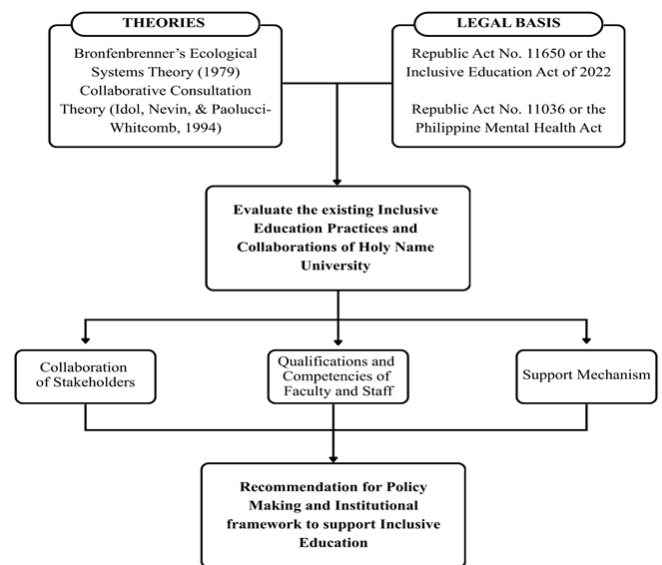 THEORIES
Bronfenbrenner's Ecological
Systems Theory (1979)
Collaborative Consultation
Theory (Idol, Nevin, & Paolucci-
Whitcomb, 1994)
LEGAL BASIS
Republic Act No. 11650 or the
Inclusive Education Act of 2022
Republic Act No. 11036 or the
Philippine Mental Health Act
Evaluate the existing Inclusive
Education Practices and
Collaborations of Holy Name
University
Collaboration
of Stakeholders
Qualifications and
Competencies of
Faculty and Staff
Support Mechanism
Recommendation for Policy
Making and Institutional
framework to support Inclusive
Education